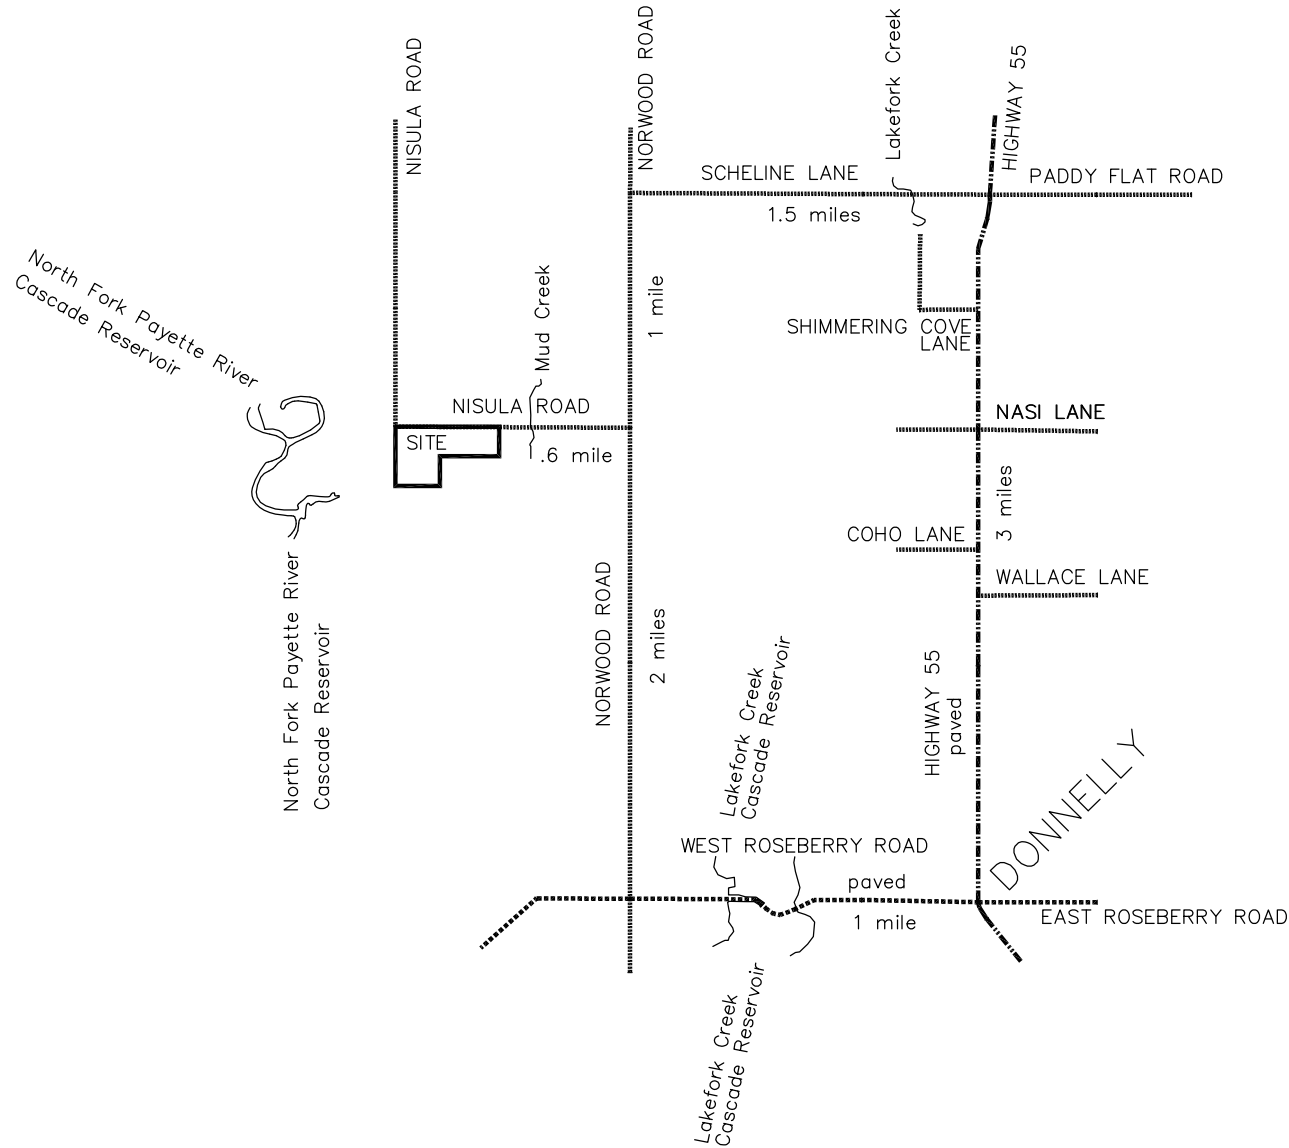 NISULA ROAD
NORWOOD ROAD
Lakefork Creek
HIGHWAY 55
SCHELINE LANE
PADDY FLAT ROAD
1.5 miles
North Fork Payette River
Cascade Reservoir
Mud Creek
1 mile
SHIMMERING COVE
LANE
NISULA ROAD
NASI LANE
SITE
.6 mile
3 miles
COHO LANE
WALLACE LANE
North Fork Payette River
Cascade Reservoir
NORWOOD ROAD
2 miles
Lakefork Creek
Cascade Reservoir
HIGHWAY 55
paved
DONNELLY
WEST ROSEBERRY ROAD
paved
1 mile
EAST ROSEBERRY ROAD
Lakefork Creek
Cascade Reservoir